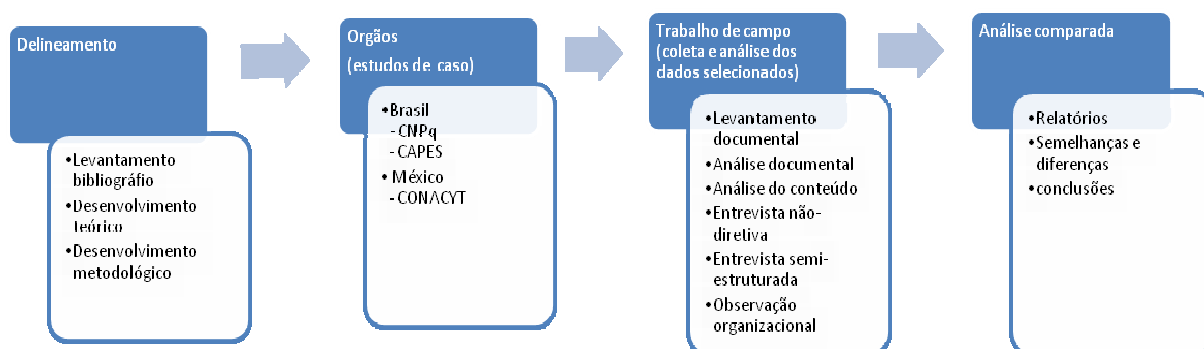 Delineamento
•Levantamento
bibliográfio
•Desenvolvimento
teórico
•Desenvolvimento
metodológico
Orgãos
(estudos de caso)
•Brasil
- CNPq
- CAPES
• México
- CONACYT
Trabalho de campo
(coleta e análise dos
dados selecionados)
•Levantamento
documental
•Análise documental
•Análise do conteúdo
•Entrevista não-
diretiva
•Entrevista semi-
estruturada
•Observação
organizacional
Análise comparada
•Relatórios
•Semelhanças e
diferenças
•conclusões